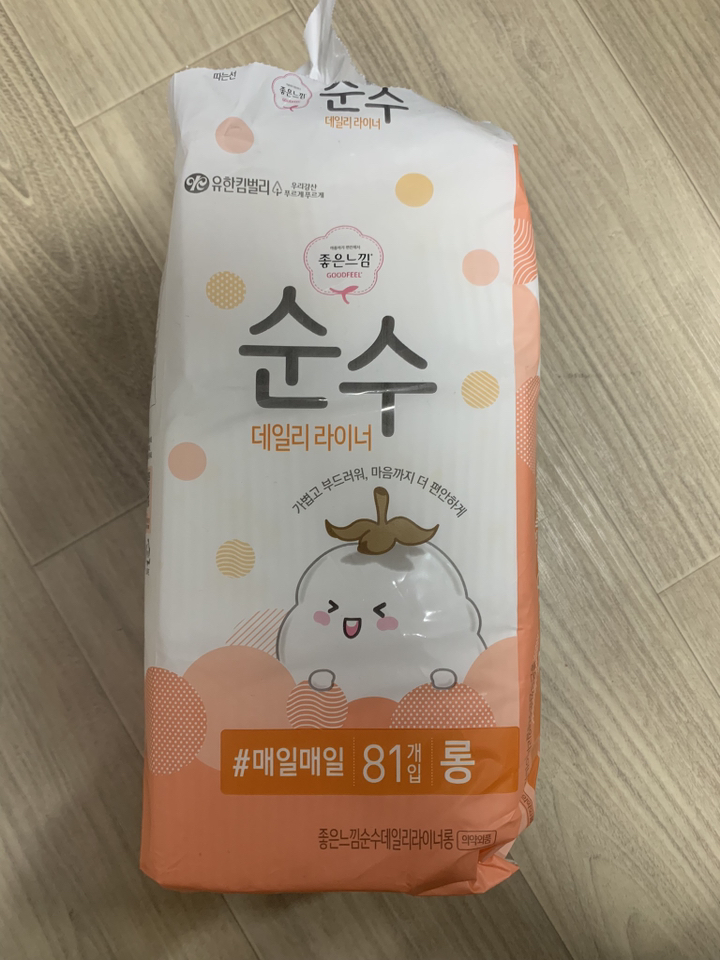 따는선
좋은느낌
순수
데일리 라이너
유한킴벌리
우리강산
푸르게 푸르게
좋은느낌
GOODFEEL
순수
데일리 라이너
가볍고 부드러워, 마음까지 더 편안하게
#매일매일 81개입 롱
좋은느낌순수데일리라이너롱 의약외품